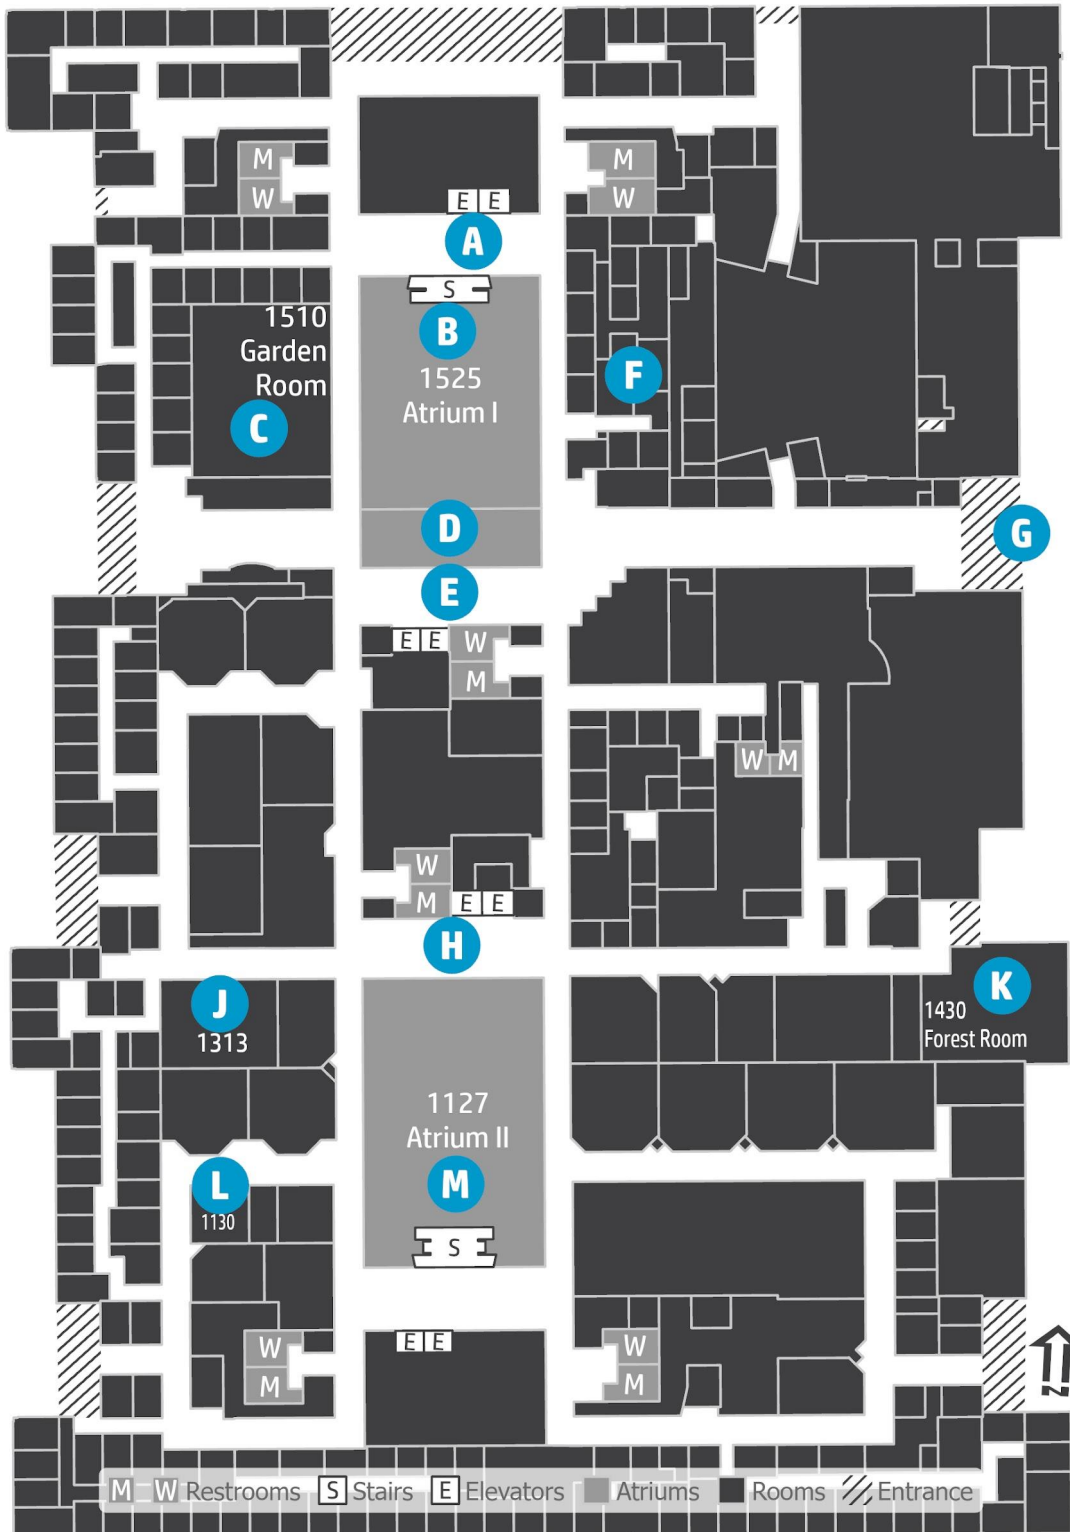 M
W
E E
A
M
W
S
B
1510
Garden
Room
C
1525
Atrium I
F
D
E
G
E E
W
M
W M
W
M
E E
H
J
1313
K
1430
Forest Room
1127
Atrium II
M
L
1130
S
E E
W
M
W
M
N
M W Restrooms S Stairs E Elevators Atriums Rooms Entrance